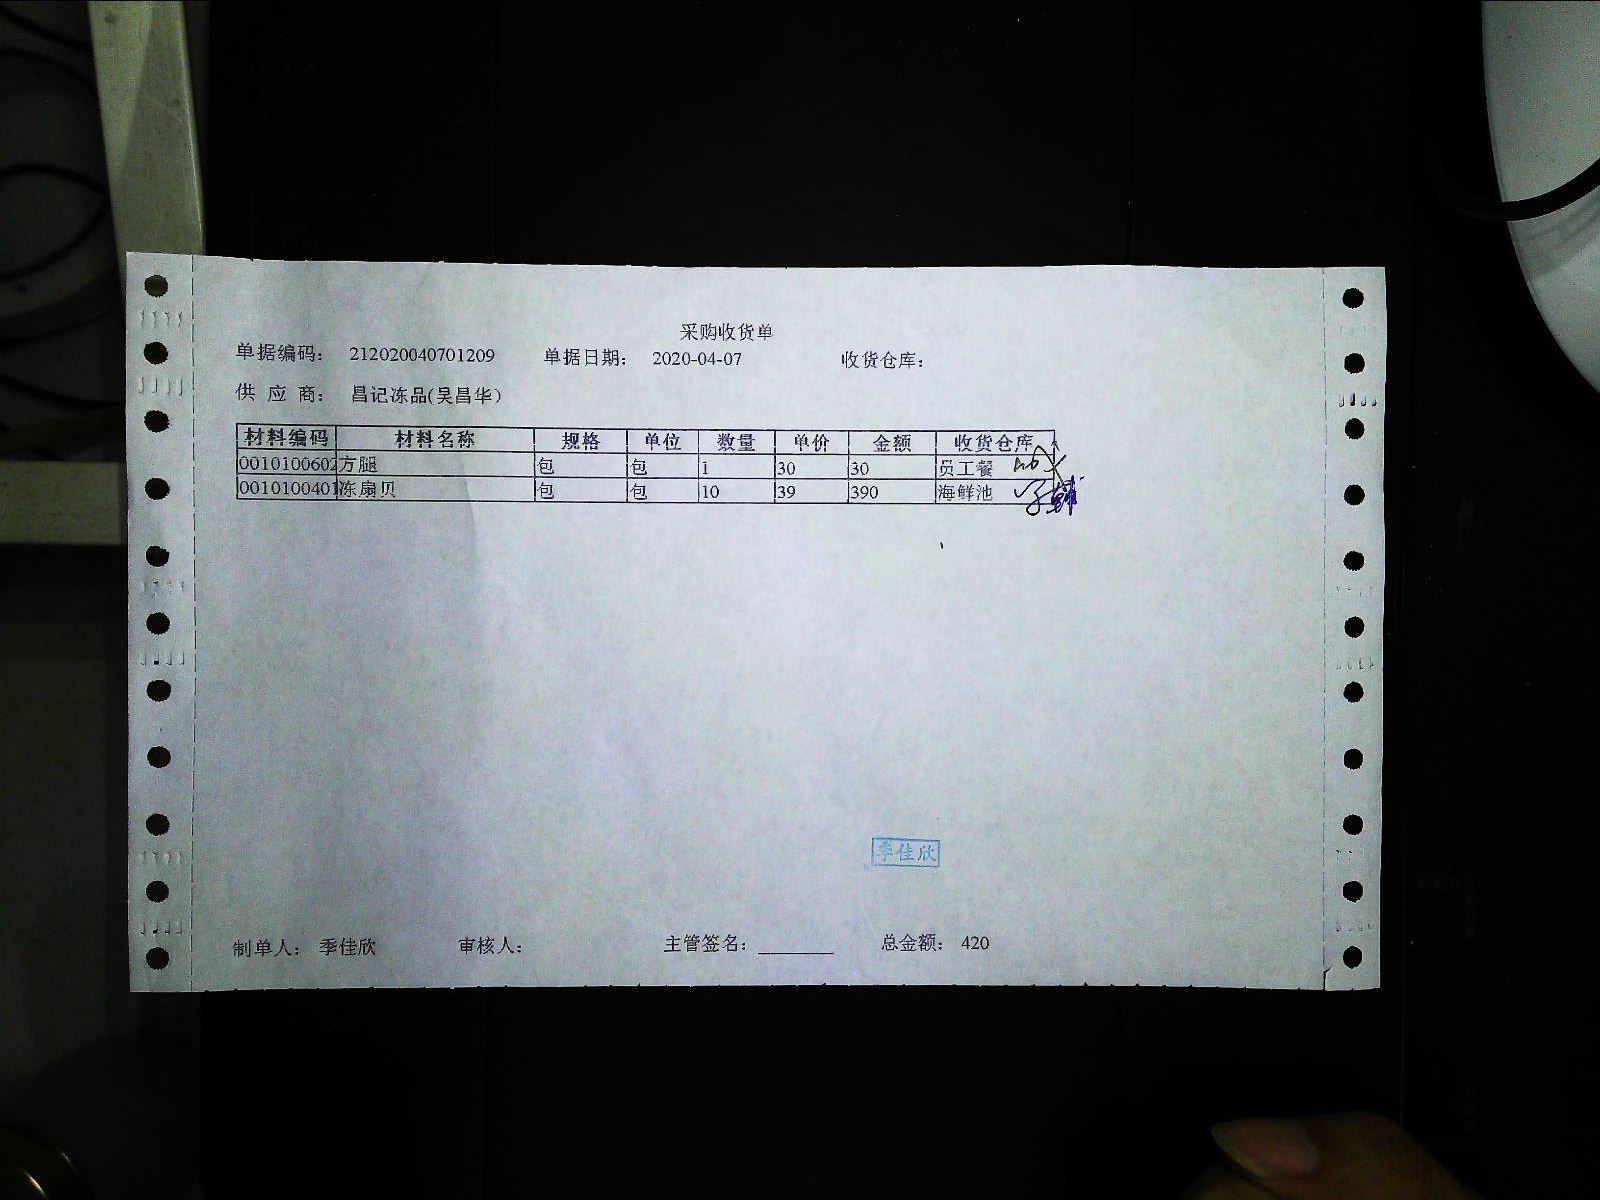 采购收货单
单据编码： 212020040701209 单据日期： 2020-04-07 收货仓库：
供 应 商： 昌记冻品(吴昌华)
材料编码 材料名称 规格 单位 数量 单价 金额 收货仓库
0010100602 方腿 包 包 1 30 30 员工餐
0010100401 冻扇贝 包 包 10 39 390 海鲜池
季佳欣
制单人： 季佳欣 审核人： 主管签名： 总金额： 420